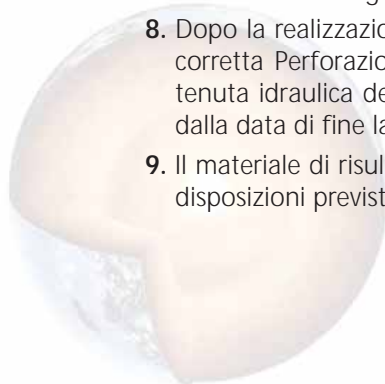 8. Dopo la realizzazio
corretta Perforazio
tenuta idraulica de
dalla data di fine la
9. Il materiale di risul
disposizioni previst